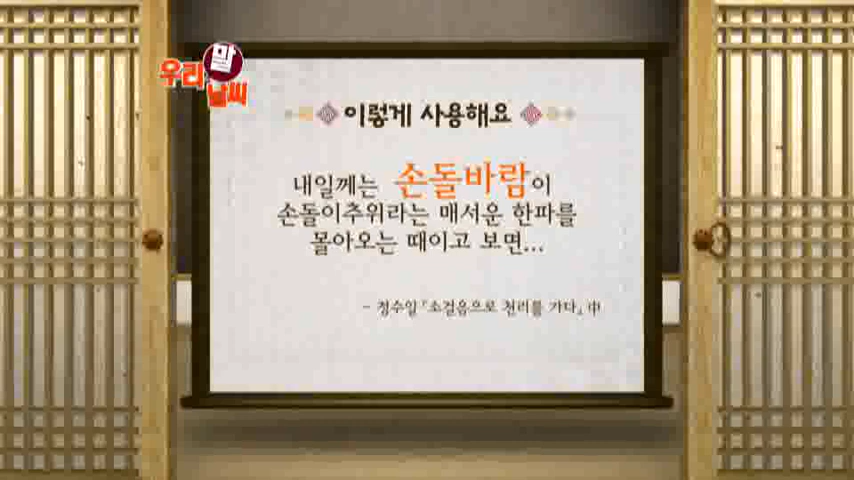 우리말
날씨
이렇게 사용해요
내일께는 손돌바람이
손돌이추위라는 매서운 한파를
몰아오는 때이고 보면...
- 정수일 『소걸음으로 천리를 가다』 中